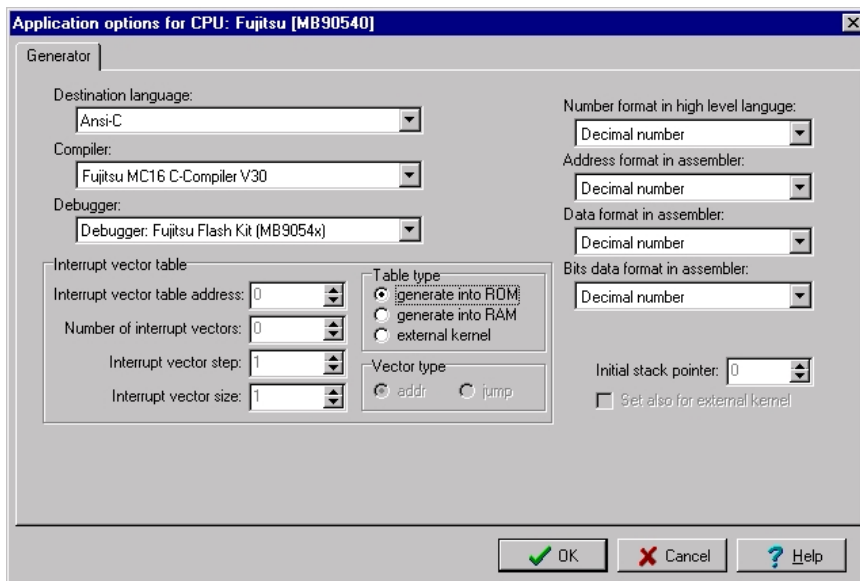 Application options for CPU: Fujitsu [MB90540]
Generator
Destination language:
Ansi-C
Compiler:
Fujitsu MC16 C-Compiler V30
Debugger:
Debugger: Fujitsu Flash Kit (MB9054x)
Interrupt vector table
Interrupt vector table address: 0
Number of interrupt vectors: 0
Interrupt vector step: 1
Interrupt vector size: 1
Table type
generate into ROM
generate into RAM
external kernel
Vector type
addr jump
Number format in high level languge:
Decimal number
Address format in assembler:
Decimal number
Data format in assembler:
Decimal number
Bits data format in assembler:
Decimal number
Initial stack pointer: 0
Set also for external kernel
OK Cancel Help